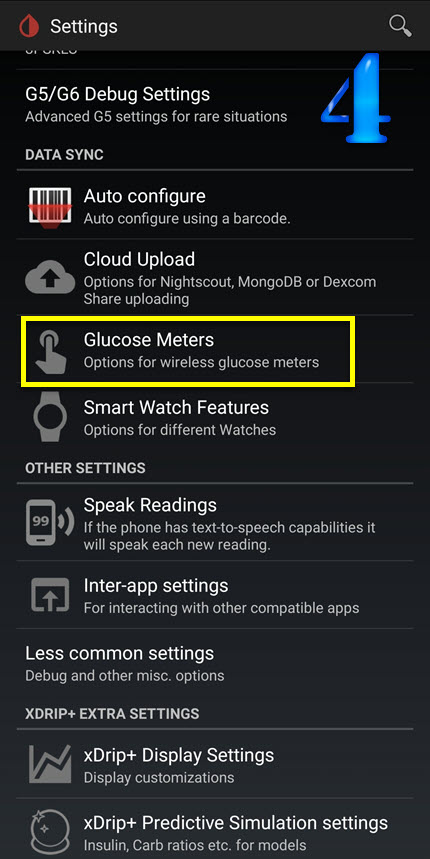 Settings
G5/G6 Debug Settings
Advanced G5 settings for rare situations
4
DATA SYNC
Auto configure
Auto configure using a barcode.
Cloud Upload
Options for Nightscout, MongoDB or Dexcom
Share uploading
Glucose Meters
Options for wireless glucose meters
Smart Watch Features
Options for different Watches
OTHER SETTINGS
99
Speak Readings
If the phone has text-to-speech capabilities it
will speak each new reading.
Inter-app settings
For interacting with other compatible apps
Less common settings
Debug and other misc. options
XDRIP+ EXTRA SETTINGS
xDrip+ Display Settings
Display customizations
xDrip+ Predictive Simulation settings
Insulin, Carb ratios etc. for models